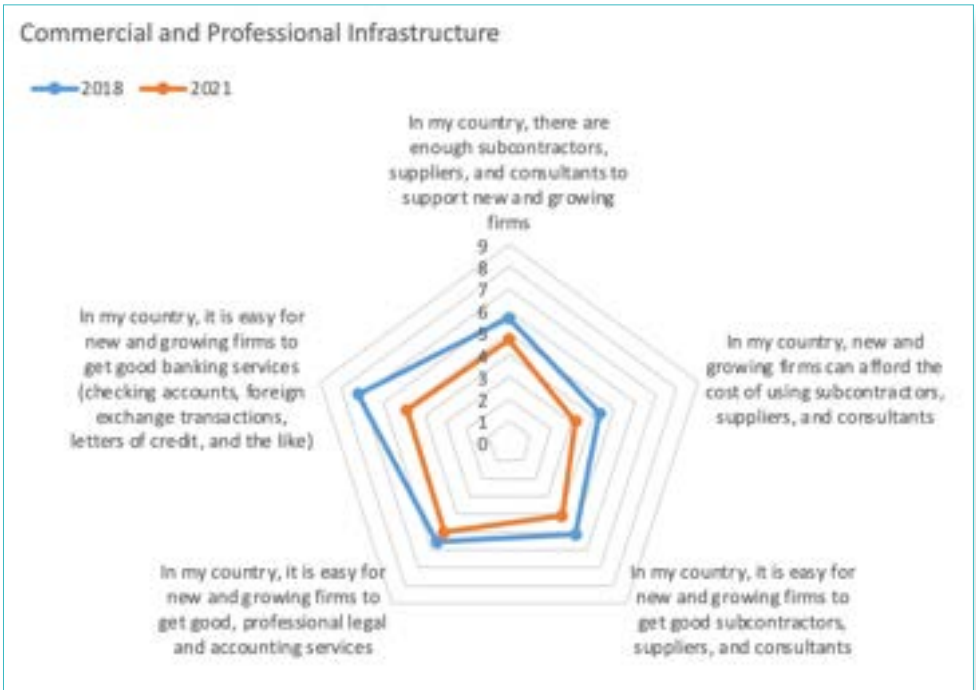 Commercial and Professional Infrastructure
2018 2021
In my country, there are
enough subcontractors,
suppliers, and consultants to
support new and growing
firms
9
8
7
6
5
4
3
2
1
0
In my country, new and
growing firms can afford the
cost of using subcontractors,
suppliers, and consultants
In my country, it is easy for
new and growing firms to
get good subcontractors,
suppliers, and consultants
In my country, it is easy for
new and growing firms to
get good, professional legal
and accounting services
In my country, it is easy for
new and growing firms to
get good banking services
(checking accounts, foreign
exchange transactions,
letters of credit, and the like)